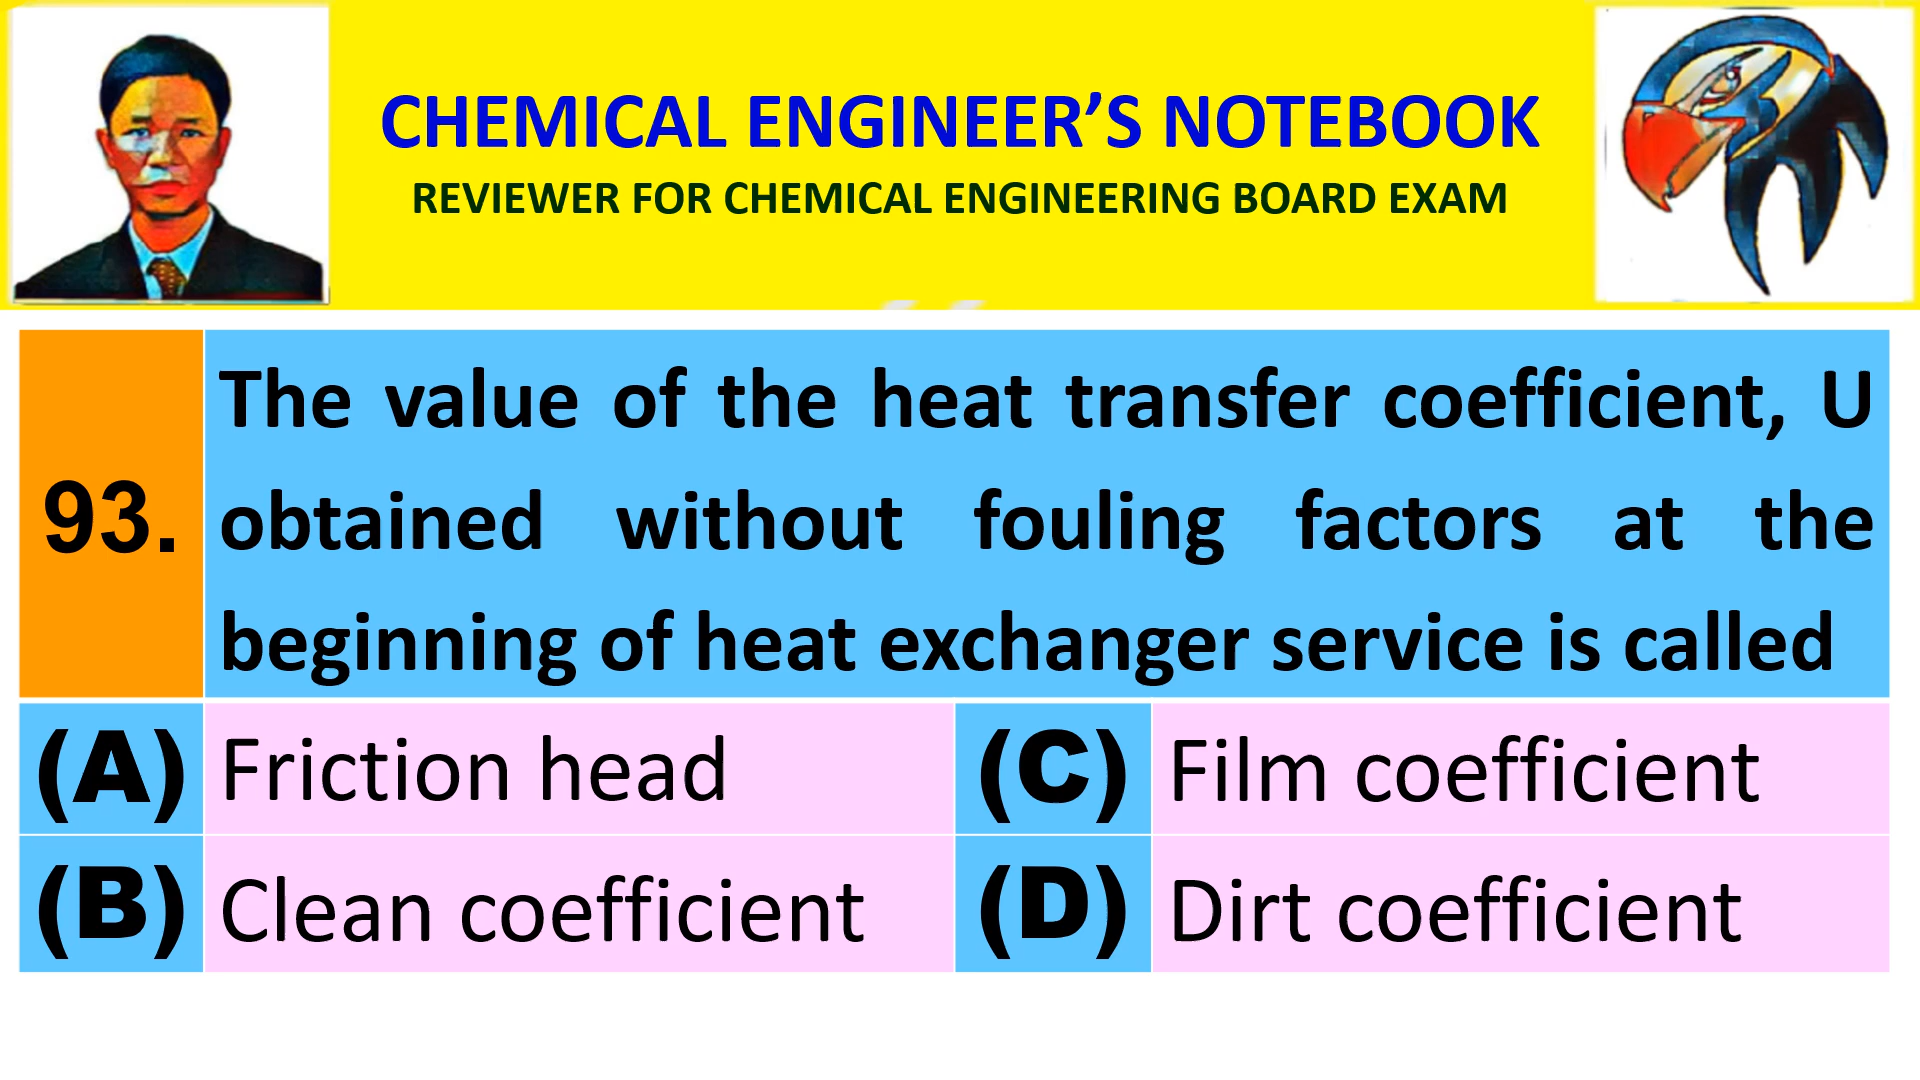 CHEMICAL ENGINEER’S NOTEBOOK
REVIEWER FOR CHEMICAL ENGINEERING BOARD EXAM
93.
The value of the heat transfer coefficient, U
obtained without fouling factors at the
beginning of heat exchanger service is called
(A) Friction head
(C) Film coefficient
(B) Clean coefficient
(D) Dirt coefficient